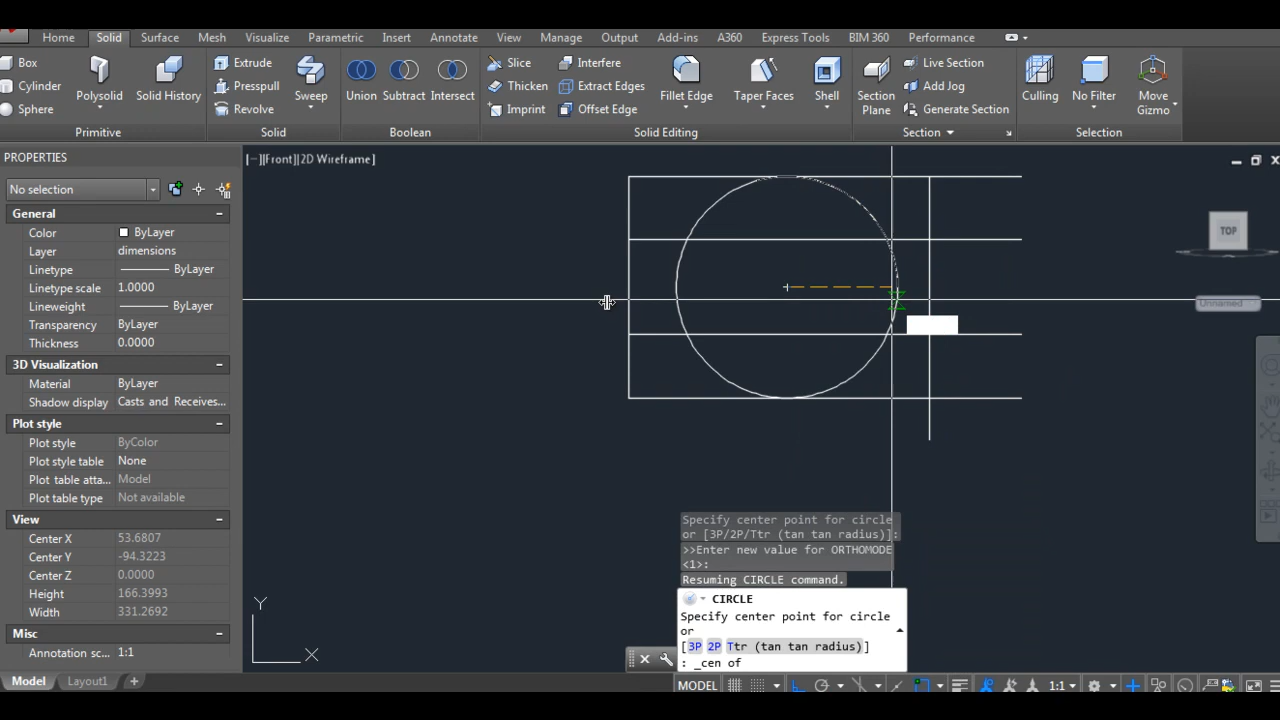 Home Solid Surface Mesh Visualize Parametric Insert Annotate View Manage Output Add-ins A360 Express Tools BIM 360 Performance
Box
Cylinder
Sphere
Polysolid
Solid History
Primitive
Extrude
Presspull
Revolve
Sweep
Solid
Union
Subtract
Intersect
Boolean
Slice
Thicken
Imprint
Interfere
Extract Edges
Offset Edge
Fillet Edge
Taper Faces
Shell
Solid Editing
Section
Plane
Live Section
Add Jog
Generate Section
Section
Culling
No Filter
Move
Gizmo
Selection
PROPERTIES
No selection
General
Color ByLayer
Layer dimensions
Linetype ByLayer
Linetype scale 1.0000
Lineweight ByLayer
Transparency ByLayer
Thickness 0.0000
3D Visualization
Material ByLayer
Shadow display Casts and Receives...
Plot style
Plot style ByColor
Plot style table None
Plot table atta... Model
Plot table type Not available
View
Center X 53.6807
Center Y -94.3223
Center Z 0.0000
Height 166.3993
Width 331.2692
Misc
Annotation sc... 1:1
[−][Front][2D Wireframe]
TOP
Unnamed
Y
X
Specify center point for circle
or [3P/2P/Ttr (tan tan radius)]:
>>Enter new value for ORTHOMODE
<1>:
Resuming CIRCLE command.
CIRCLE
Specify center point for circle
or
[3P 2P Ttr (tan tan radius)]
: _cen of
Model Layout1 +
MODEL 1:1